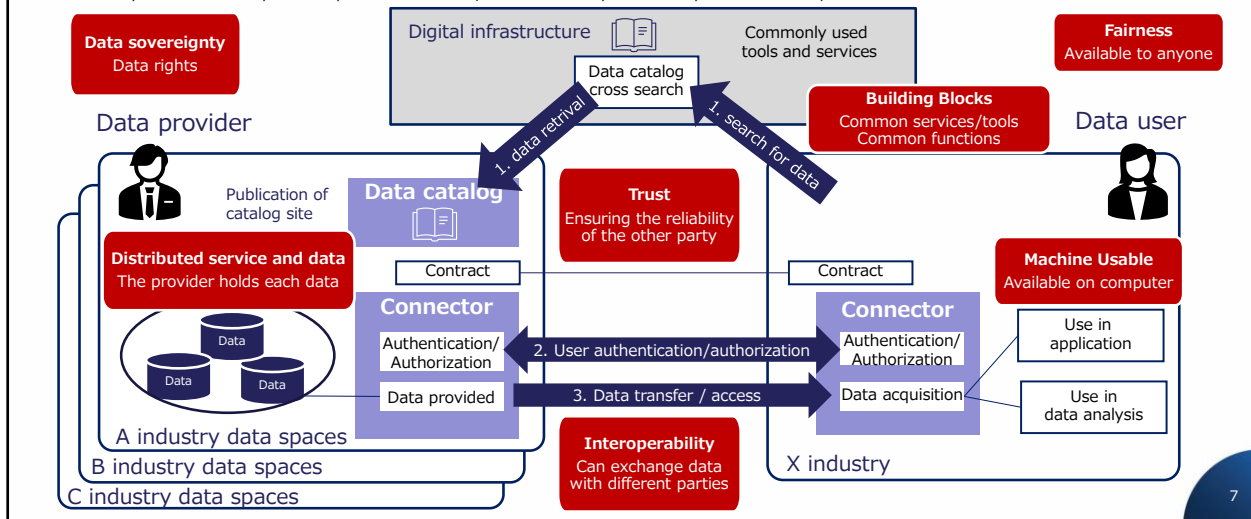 Data sovereignty
Data rights
Digital infrastructure
Commonly used
tools and services
Data catalog
cross search
Fairness
Available to anyone
Building Blocks
Common services/tools
Common functions
Data provider
Data user
1. data retrival
1. search for data
Publication of
catalog site
Data catalog
Trust
Ensuring the reliability
of the other party
Distributed service and data
The provider holds each data
Machine Usable
Available on computer
Contract
Contract
Connector
Connector
Data
Data
Data
Authentication/
Authorization
2. User authentication/authorization
Authentication/
Authorization
Use in
application
Data provided
3. Data transfer / access
Data acquisition
Use in
data analysis
A industry data spaces
B industry data spaces
C industry data spaces
Interoperability
Can exchange data
with different parties
X industry
7